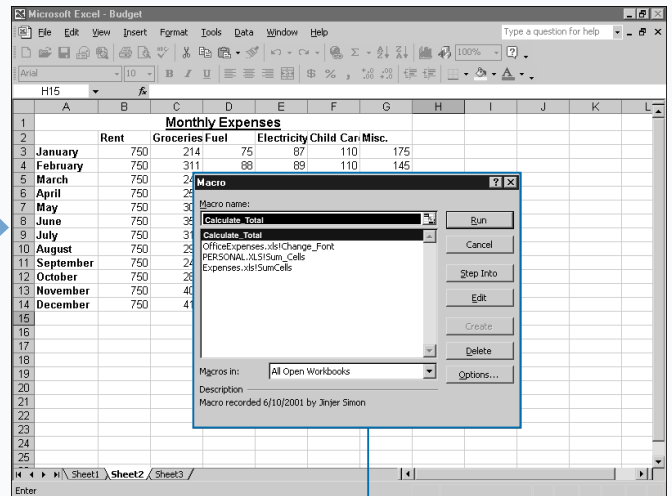 Microsoft Excel - Budget
File Edit View Insert Format Tools Data Window Help Type a question for help
100%
Arial 10 B I U $ % ,
H15 fx
A B C D E F G H I J K L
1 Monthly Expenses
2 Rent Groceries Fuel Electricity Child Car Misc.
3 January 750 214 75 87 110 175
4 February 750 311 88 89 110 145
5 March 750
6 April 750
7 May 750
8 June 750
9 July 750
10 August 750
11 September 750
12 October 750
13 November 750
14 December 750
15
16
17
18
19
20
21
22
23
24
25
Macro
Macro name:
Calculate_Total
Calculate_Total
OfficeExpenses.xls!Change_Font
PERSONAL.XLS!Sum_Cells
Expenses.xls!SumCells
Run
Cancel
Step Into
Edit
Create
Delete
Options...
Macros in: All Open Workbooks
Description
Macro recorded 6/10/2001 by Jinjer Simon
Sheet1 Sheet2 Sheet3
Enter